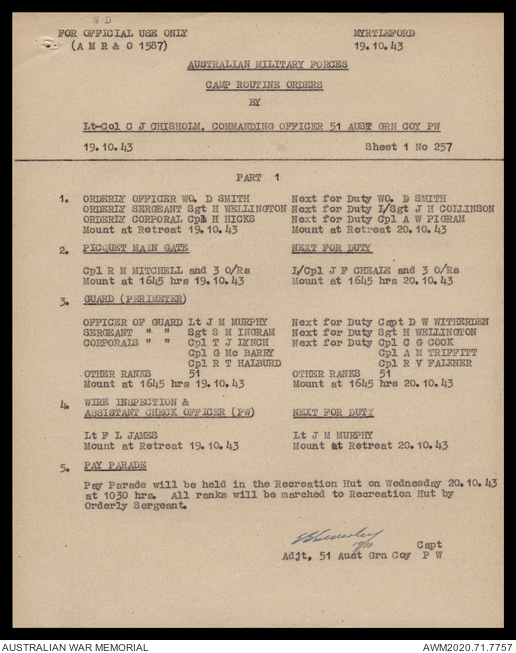 W/D
FOR OFFICIAL USE ONLY MYRTLEFORD
(A M R & O 1587) 19.10.43
AUSTRALIAN MILITARY FORCES
CAMP ROUTINE ORDERS
BY
Lt-Col C J CHISHOLM, COMMANDING OFFICER 51 AUST GRN COY PW
19.10.43 Sheet 1 No 257
PART 1
1. ORDERLY OFFICER WO. D SMITH Next for Duty WO. D SMITH
ORDERLY SERGEANT Sgt H WELLINGTON Next for Duty I/Sgt J H COLLINSON
ORDERLY CORPORAL Cpl H HICKS Next for Duty Cpl A W PIGRAM
Mount at Retreat 19.10.43 Mount at Retreat 20.10.43
2. PICQUET MAIN GATE NEXT FOR DUTY
Cpl R M MITCHELL and 3 O/Rs I/Cpl J F CHEALE and 3 O/Rs
Mount at 1645 hrs 19.10.43 Mount at 1645 hrs 20.10.43
3. GUARD (PERIMETER)
OFFICER OF GUARD Lt J M MURPHY Next for Duty Capt D W WITHERDEN
SERGEANT " " Sgt S M INGRAM Next for Duty Sgt H WELLINGTON
CORPORALS " " Cpl T J LYNCH Next for Duty Cpl C G COOK
Cpl G Mc BARRY Cpl A M TRIFFITT
Cpl R T HALBURD Cpl R V FALKNER
OTHER RANKS 51 OTHER RANKS 51
Mount at 1645 hrs 19.10.43 Mount at 1645 hrs 20.10.43
4. WIRE INSPECTION &
ASSISTANT CHECK OFFICER (PW) NEXT FOR DUTY
Lt F L JAMES Lt J M MURPHY
Mount at Retreat 19.10.43 Mount at Retreat 20.10.43
5. PAY PARADE
Pay Parade will be held in the Recreation Hut on Wednesday 20.10.43
at 1030 hrs. All ranks will be marched to Recreation Hut by
Orderly Sergeant.
19/10 Capt
Adjt, 51 Aust Grn Coy P W
AUSTRALIAN WAR MEMORIAL AWM2020.71.7757